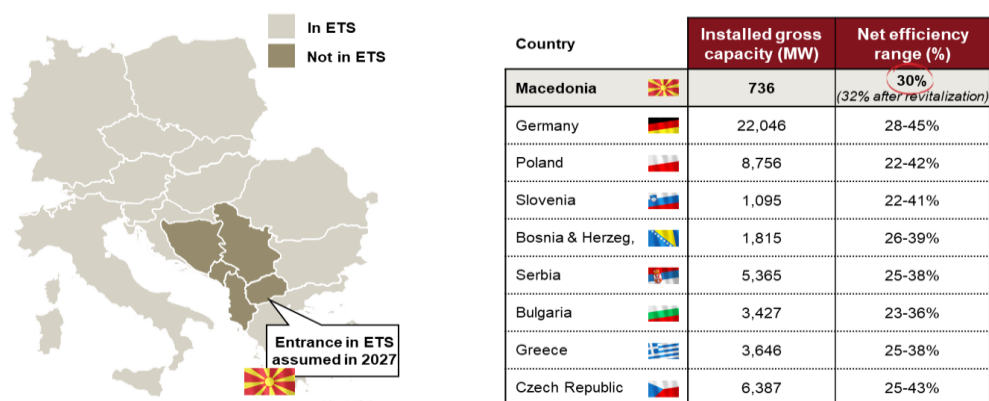 In ETS
Not in ETS
Entrance in ETS
assumed in 2027
Country
Installed gross
capacity (MW)
Net efficiency
range (%)
Macedonia
736
30%
(32% after revitalization)
Germany
22,046
28-45%
Poland
8,756
22-42%
Slovenia
1,095
22-41%
Bosnia & Herzeg,
1,815
26-39%
Serbia
5,365
25-38%
Bulgaria
3,427
23-36%
Greece
3,646
25-38%
Czech Republic
6,387
25-43%